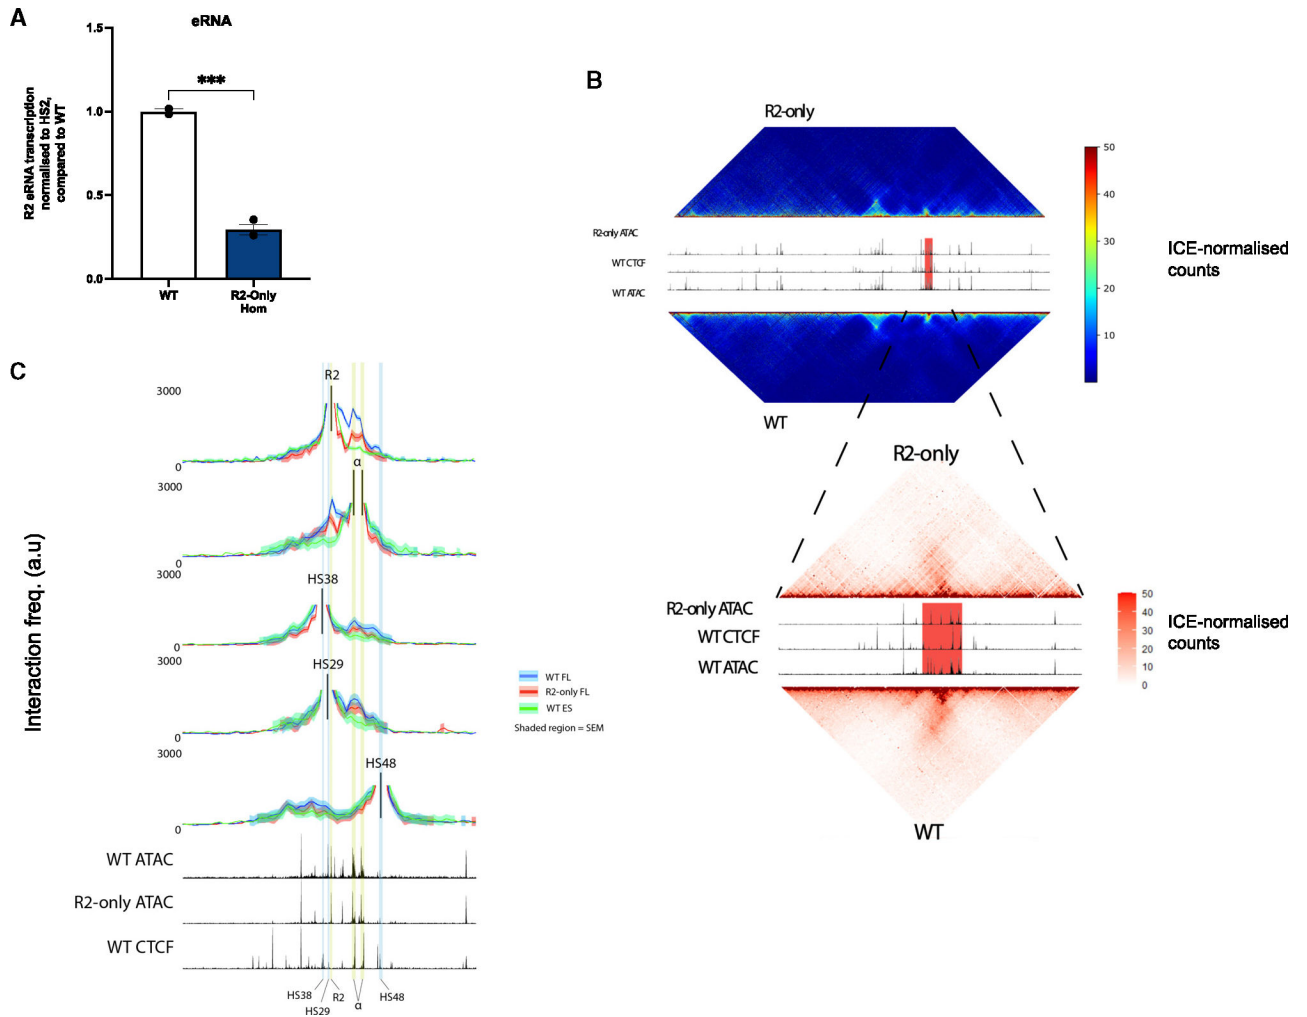 A
eRNA
R2 eRNA transcription
normalised to HS2,
compared to WT
1.5
1.0
0.5
0.0
***
WT
R2-Only
Hom
B
R2-only
R2-only ATAC
WT CTCF
WT ATAC
WT
50
40
30
20
10
ICE-normalised
counts
R2-only
R2-only ATAC
WT CTCF
WT ATAC
WT
50
40
30
20
10
0
ICE-normalised
counts
C
Interaction freq. (a.u)
3000
R2
0
3000
α
0
3000
HS38
0
3000
HS29
0
3000
HS48
0
WT FL
R2-only FL
WT ES
Shaded region = SEM
WT ATAC
R2-only ATAC
WT CTCF
HS38
HS29
R2
α
HS48